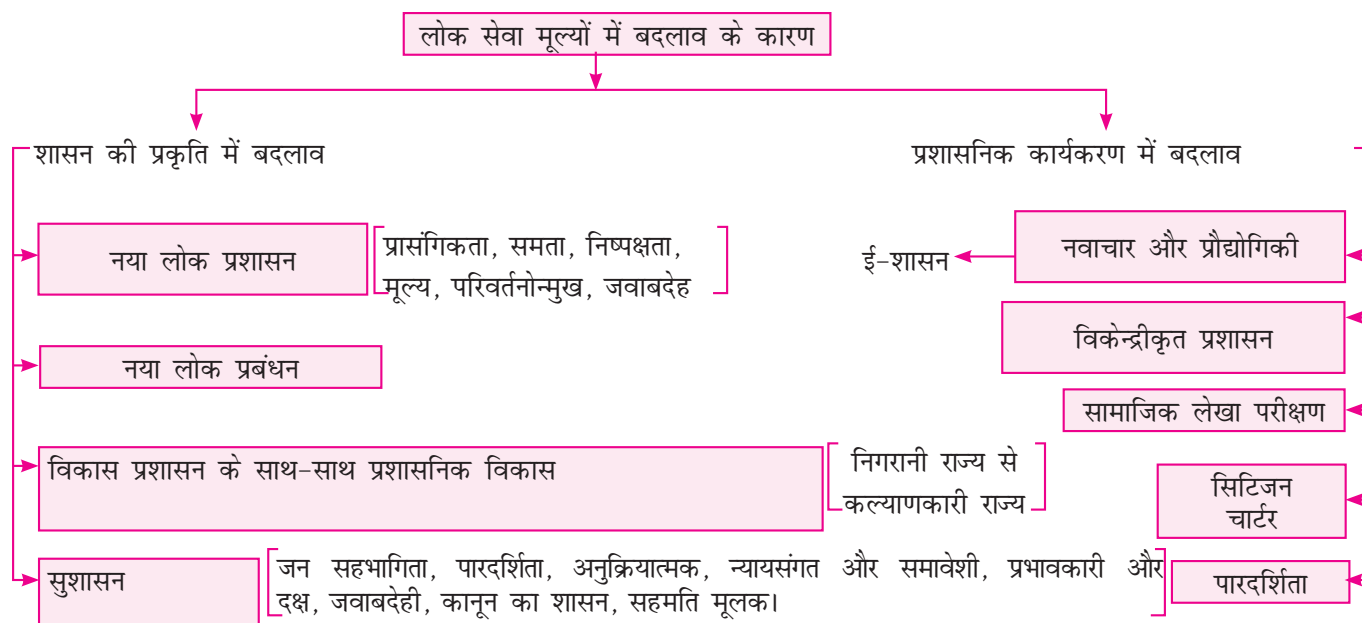 लोक सेवा मूल्यों में बदलाव के कारण
शासन की प्रकृति में बदलाव
नया लोक प्रशासन
प्रासंगिकता, समता, निष्पक्षता,
मूल्य, परिवर्तनोन्मुख, जवाबदेह
नया लोक प्रबंधन
विकास प्रशासन के साथ-साथ प्रशासनिक विकास
निगरानी राज्य से
कल्याणकारी राज्य
सुशासन
जन सहभागिता, पारदर्शिता, अनुक्रियात्मक, न्यायसंगत और समावेशी, प्रभावकारी और
दक्ष, जवाबदेही, कानून का शासन, सहमति मूलक।
प्रशासनिक कार्यकरण में बदलाव
नवाचार और प्रौद्योगिकी
ई-शासन
विकेन्द्रीकृत प्रशासन
सामाजिक लेखा परीक्षण
सिटिजन
चार्टर
पारदर्शिता